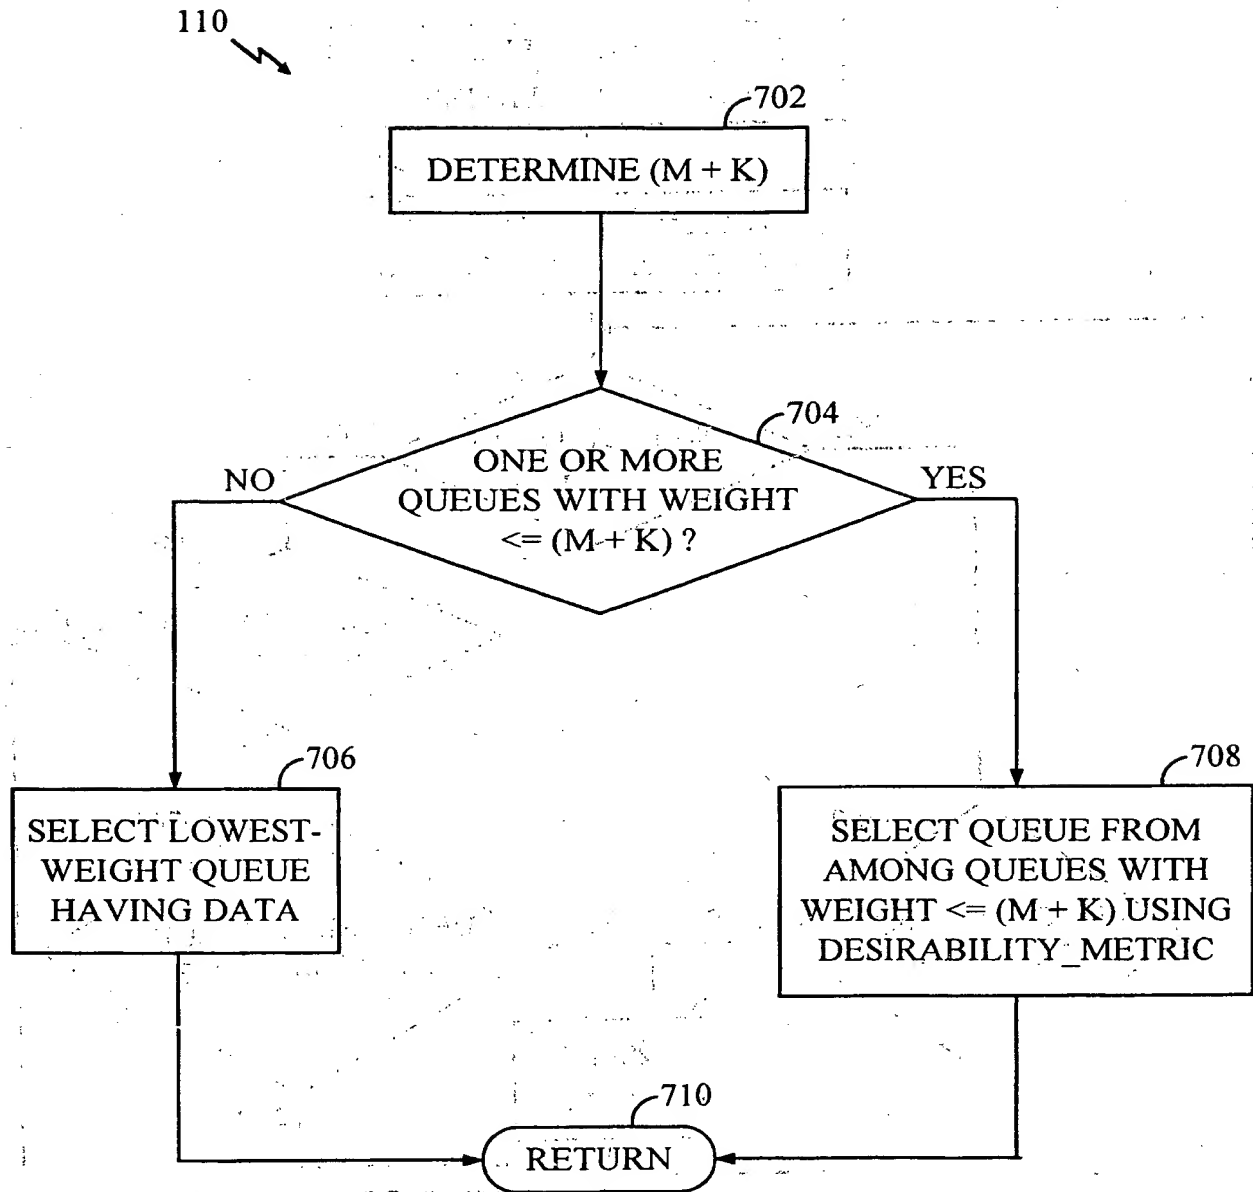 110
702
DETERMINE (M + K)
704
ONE OR MORE
QUEUES WITH WEIGHT
<= (M + K) ?
NO
YES
706
SELECT LOWEST-
WEIGHT QUEUE
HAVING DATA
708
SELECT QUEUE FROM
AMONG QUEUES WITH
WEIGHT <= (M + K) USING
DESIRABILITY_METRIC
710
RETURN